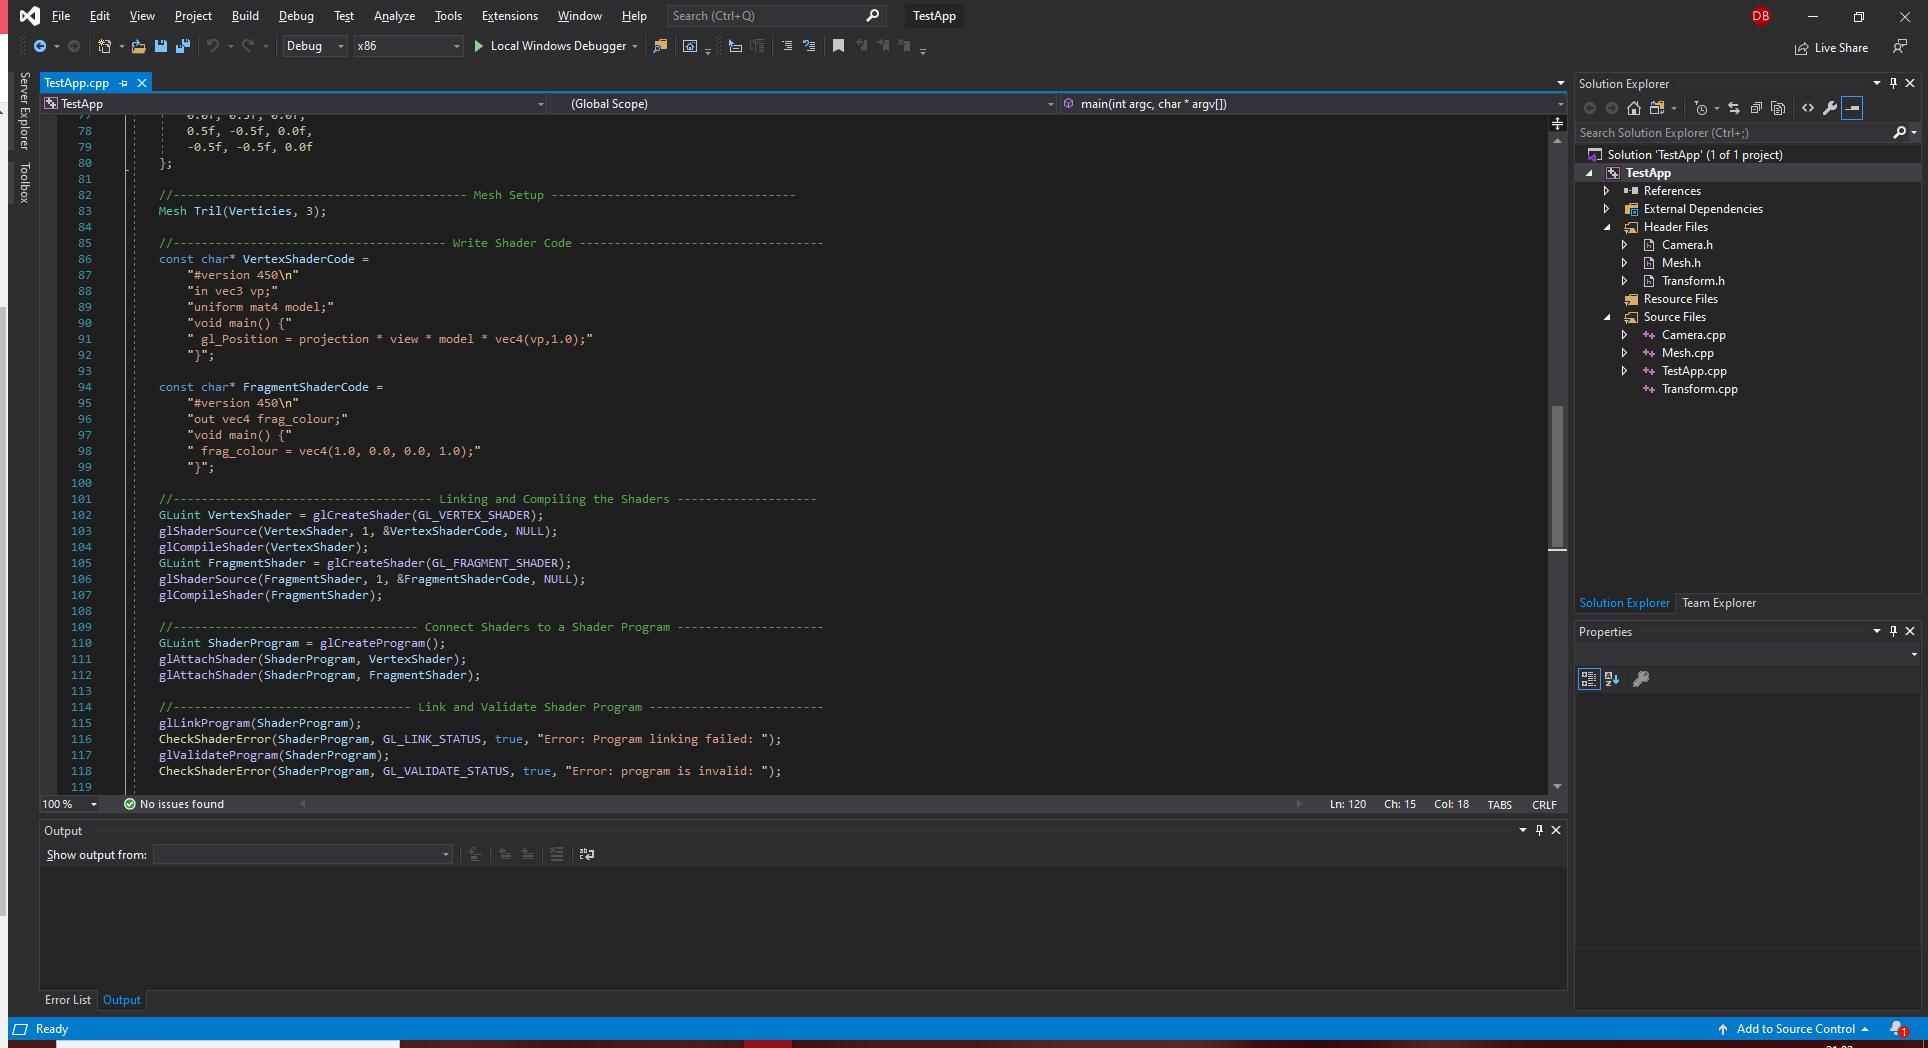 File Edit View Project Build Debug Test Analyze Tools Extensions Window Help Search (Ctrl+Q) TestApp DB
Debug x86 Local Windows Debugger Live Share
Server Explorer
Toolbox
TestApp.cpp
TestApp (Global Scope) main(int argc, char * argv[])
77 0.0f, 0.5f, 0.0f,
78 0.5f, -0.5f, 0.0f,
79 -0.5f, -0.5f, 0.0f
80 };
81
82 //------------------------------------------ Mesh Setup -----------------------------------
83 Mesh Tril(Verticies, 3);
84
85 //--------------------------------------- Write Shader Code -----------------------------------
86 const char* VertexShaderCode =
87 "#version 450\n"
88 "in vec3 vp;"
89 "uniform mat4 model;"
90 "void main() {"
91 " gl_Position = projection * view * model * vec4(vp,1.0);"
92 "}";
93
94 const char* FragmentShaderCode =
95 "#version 450\n"
96 "out vec4 frag_colour;"
97 "void main() {"
98 " frag_colour = vec4(1.0, 0.0, 0.0, 1.0);"
99 "}";
100
101 //------------------------------------- Linking and Compiling the Shaders --------------------
102 GLuint VertexShader = glCreateShader(GL_VERTEX_SHADER);
103 glShaderSource(VertexShader, 1, &VertexShaderCode, NULL);
104 glCompileShader(VertexShader);
105 GLuint FragmentShader = glCreateShader(GL_FRAGMENT_SHADER);
106 glShaderSource(FragmentShader, 1, &FragmentShaderCode, NULL);
107 glCompileShader(FragmentShader);
108
109 //----------------------------------- Connect Shaders to a Shader Program ---------------------
110 GLuint ShaderProgram = glCreateProgram();
111 glAttachShader(ShaderProgram, VertexShader);
112 glAttachShader(ShaderProgram, FragmentShader);
113
114 //---------------------------------- Link and Validate Shader Program -------------------------
115 glLinkProgram(ShaderProgram);
116 CheckShaderError(ShaderProgram, GL_LINK_STATUS, true, "Error: Program linking failed: ");
117 glValidateProgram(ShaderProgram);
118 CheckShaderError(ShaderProgram, GL_VALIDATE_STATUS, true, "Error: program is invalid: ");
119
100 % No issues found Ln: 120 Ch: 15 Col: 18 TABS CRLF
Output
Show output from:
Error List Output
Solution Explorer
Search Solution Explorer (Ctrl+;)
Solution 'TestApp' (1 of 1 project)
TestApp
References
External Dependencies
Header Files
Camera.h
Mesh.h
Transform.h
Resource Files
Source Files
Camera.cpp
Mesh.cpp
TestApp.cpp
Transform.cpp
Solution Explorer Team Explorer
Properties
Ready Add to Source Control 1